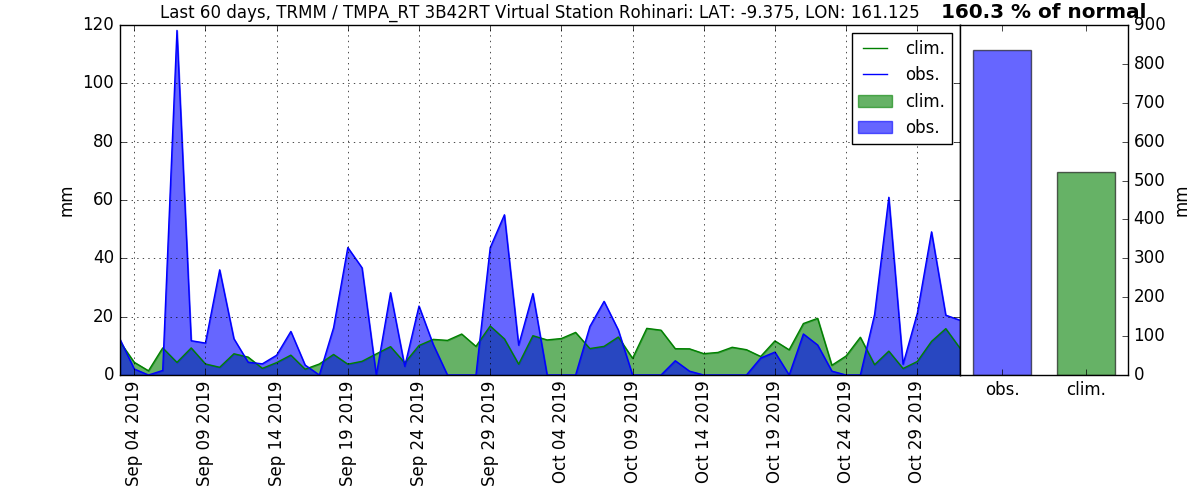 Last 60 days, TRMM / TMPA_RT 3B42RT Virtual Station Rohinari: LAT: -9.375, LON: 161.125
160.3 % of normal
120
100
80
60
40
20
0
mm
clim.
obs.
clim.
obs.
900
800
700
600
500
400
300
200
100
0
mm
Sep 04 2019
Sep 09 2019
Sep 14 2019
Sep 19 2019
Sep 24 2019
Sep 29 2019
Oct 04 2019
Oct 09 2019
Oct 14 2019
Oct 19 2019
Oct 24 2019
Oct 29 2019
obs.
clim.